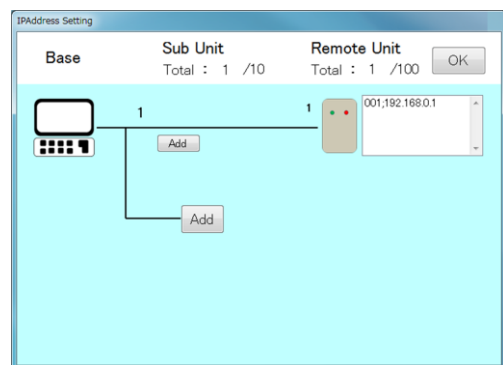 IPAddress Setting
Base
Sub Unit
Total : 1 /10
Remote Unit
Total : 1 /100
OK
1
Add
1
001;192.168.0.1
Add